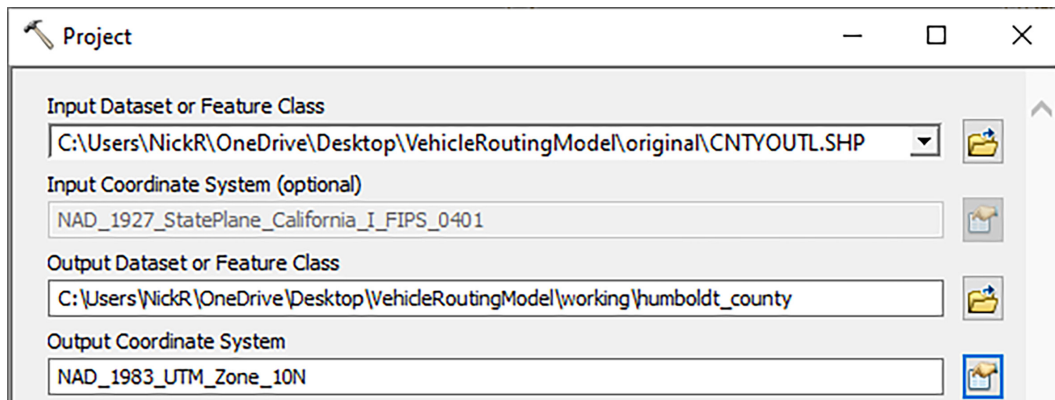 Project
Input Dataset or Feature Class
C:\Users\NickR\OneDrive\Desktop\VehicleRoutingModel\original\CNTYOUTL.SHP
Input Coordinate System (optional)
NAD_1927_StatePlane_California_I_FIPS_0401
Output Dataset or Feature Class
C:\Users\NickR\OneDrive\Desktop\VehicleRoutingModel\working\humboldt_county
Output Coordinate System
NAD_1983_UTM_Zone_10N